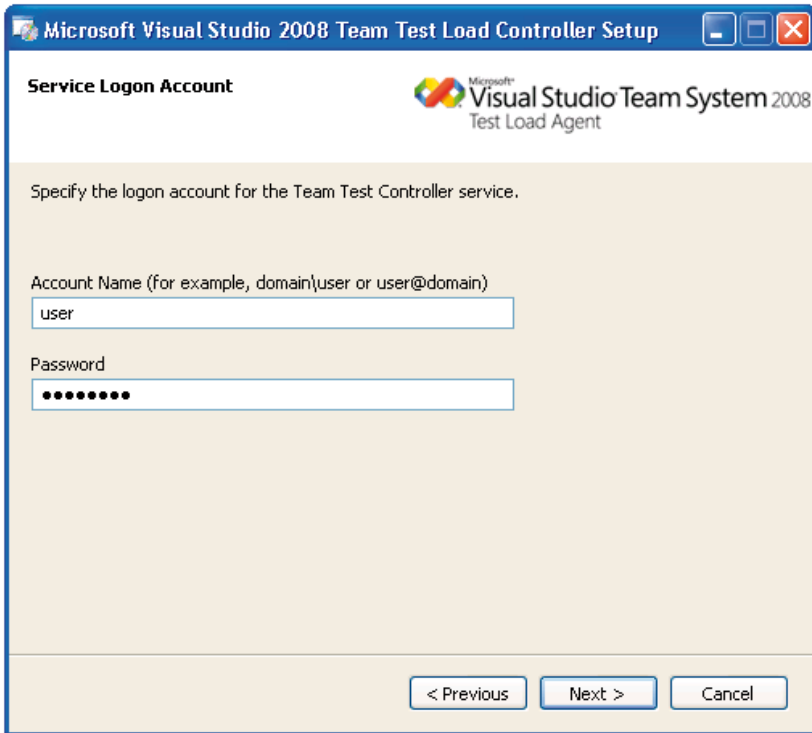 Microsoft Visual Studio 2008 Team Test Load Controller Setup
Service Logon Account
Microsoft®
Visual Studio Team System 2008
Test Load Agent
Specify the logon account for the Team Test Controller service.
Account Name (for example, domain\user or user@domain)
user
Password
••••••••
< Previous
Next >
Cancel